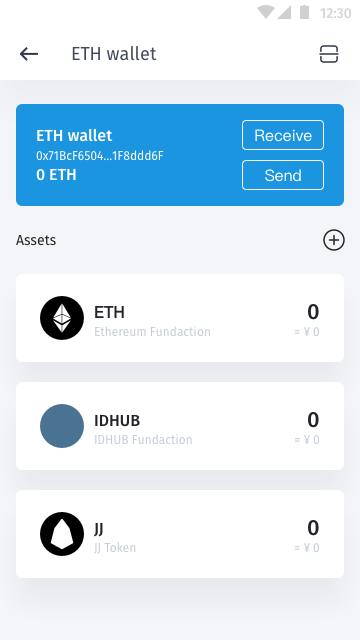 12:30
ETH wallet
ETH wallet
0x71BcF6504...1F8ddd6F
0 ETH
Receive
Send
Assets
ETH
Ethereum Fundaction
0
≈ ¥ 0
IDHUB
IDHUB Fundaction
0
≈ ¥ 0
JJ
JJ Token
0
≈ ¥ 0